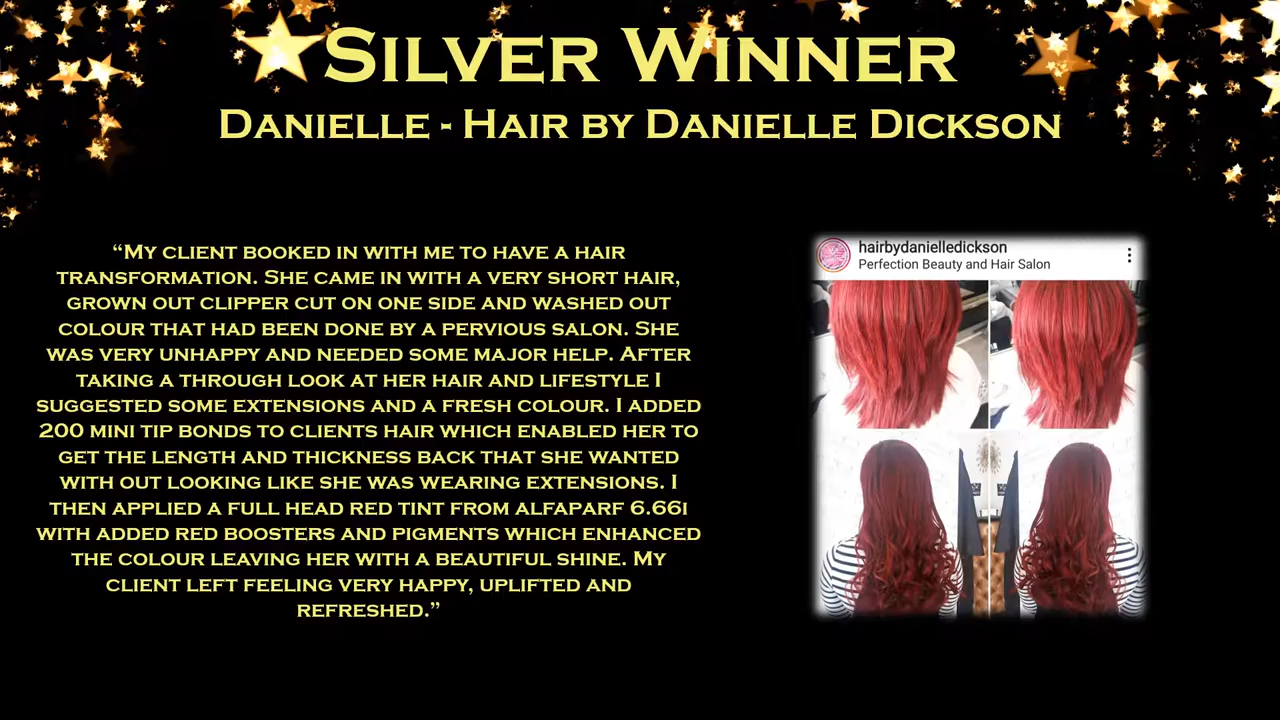 Silver Winner
Danielle - Hair by Danielle Dickson
“My client booked in with me to have a hair
transformation. She came in with a very short hair,
grown out clipper cut on one side and washed out
colour that had been done by a pervious salon. She
was very unhappy and needed some major help. After
taking a through look at her hair and lifestyle I
suggested some extensions and a fresh colour. I added
200 mini tip bonds to clients hair which enabled her to
get the length and thickness back that she wanted
with out looking like she was wearing extensions. I
then applied a full head red tint from alfaparf 6.66i
with added red boosters and pigments which enhanced
the colour leaving her with a beautiful shine. My
client left feeling very happy, uplifted and
refreshed.”
hairbydanielledickson
Perfection Beauty and Hair Salon